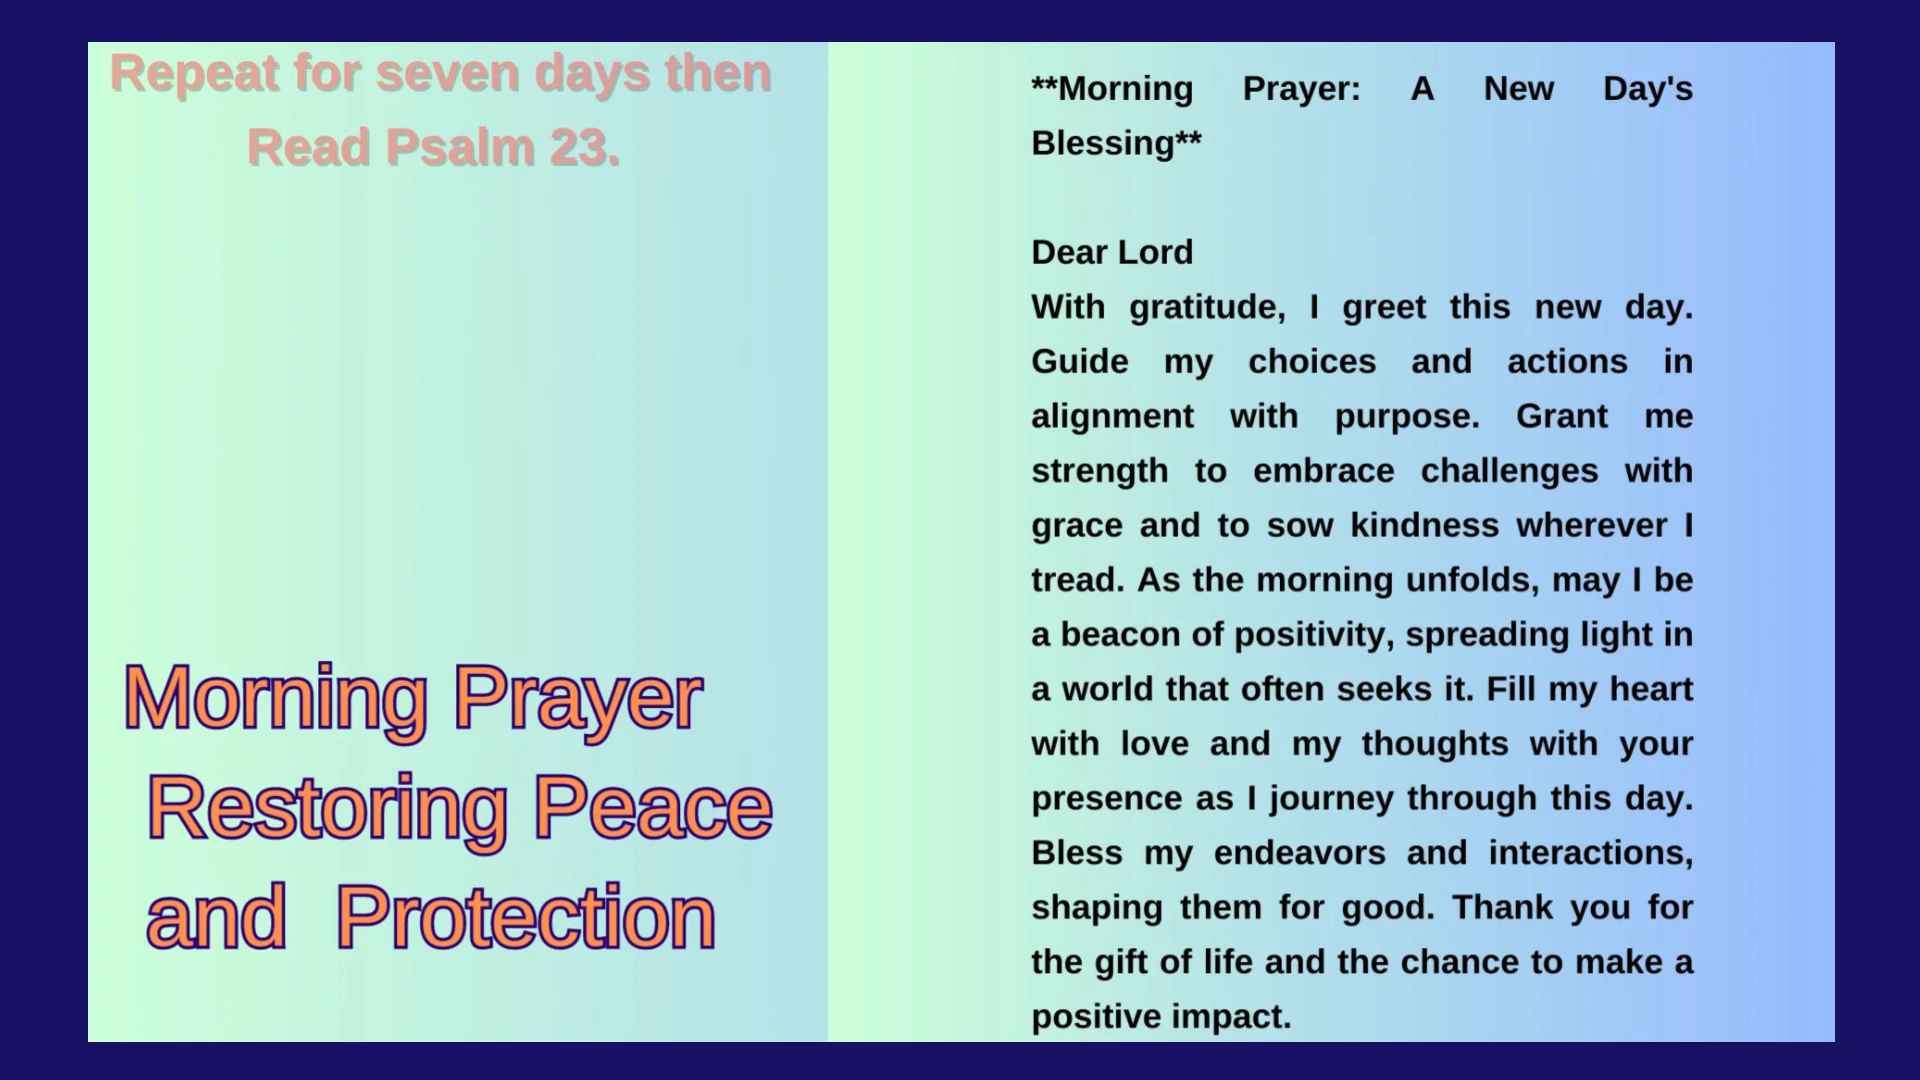 Repeat for seven days then
Read Psalm 23.
Morning Prayer
Restoring Peace
and Protection
**Morning Prayer: A New Day's
Blessing**
Dear Lord
With gratitude, I greet this new day.
Guide my choices and actions in
alignment with purpose. Grant me
strength to embrace challenges with
grace and to sow kindness wherever I
tread. As the morning unfolds, may I be
a beacon of positivity, spreading light in
a world that often seeks it. Fill my heart
with love and my thoughts with your
presence as I journey through this day.
Bless my endeavors and interactions,
shaping them for good. Thank you for
the gift of life and the chance to make a
positive impact.